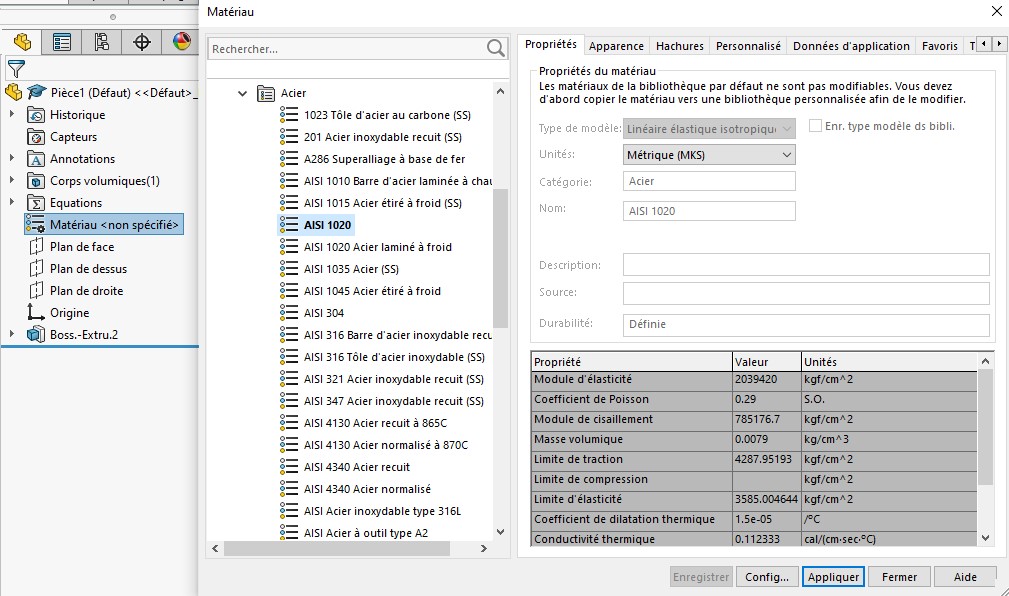 Matériau
Rechercher...
Pièce1 (Défaut) <<Défaut>_
Historique
Capteurs
Annotations
Corps volumiques(1)
Equations
Matériau <non spécifié>
Plan de face
Plan de dessus
Plan de droite
Origine
Boss.-Extru.2
Acier
1023 Tôle d'acier au carbone (SS)
201 Acier inoxydable recuit (SS)
A286 Superalliage à base de fer
AISI 1010 Barre d'acier laminée à chau
AISI 1015 Acier étiré à froid (SS)
AISI 1020
AISI 1020 Acier laminé à froid
AISI 1035 Acier (SS)
AISI 1045 Acier étiré à froid
AISI 304
AISI 316 Barre d'acier inoxydable recu
AISI 316 Tôle d'acier inoxydable (SS)
AISI 321 Acier inoxydable recuit (SS)
AISI 347 Acier inoxydable recuit (SS)
AISI 4130 Acier recuit à 865C
AISI 4130 Acier normalisé à 870C
AISI 4340 Acier recuit
AISI 4340 Acier normalisé
AISI Acier inoxydable type 316L
AISI Acier à outil type A2
Propriétés Apparence Hachures Personnalisé Données d'application Favoris T
Propriétés du matériau
Les matériaux de la bibliothèque par défaut ne sont pas modifiables. Vous devez
d'abord copier le matériau vers une bibliothèque personnalisée afin de le modifier.
Type de modèle: Linéaire élastique isotropique Enr. type modèle ds bibli.
Unités: Métrique (MKS)
Catégorie: Acier
Nom: AISI 1020
Description:
Source:
Durabilité: Définie
Propriété Valeur Unités
Module d'élasticité 2039420 kgf/cm^2
Coefficient de Poisson 0.29 S.O.
Module de cisaillement 785176.7 kgf/cm^2
Masse volumique 0.0079 kg/cm^3
Limite de traction 4287.95193 kgf/cm^2
Limite de compression kgf/cm^2
Limite d'élasticité 3585.004644 kgf/cm^2
Coefficient de dilatation thermique 1.5e-05 /°C
Conductivité thermique 0.112333 cal/(cm·sec·°C)
Enregistrer Config... Appliquer Fermer Aide